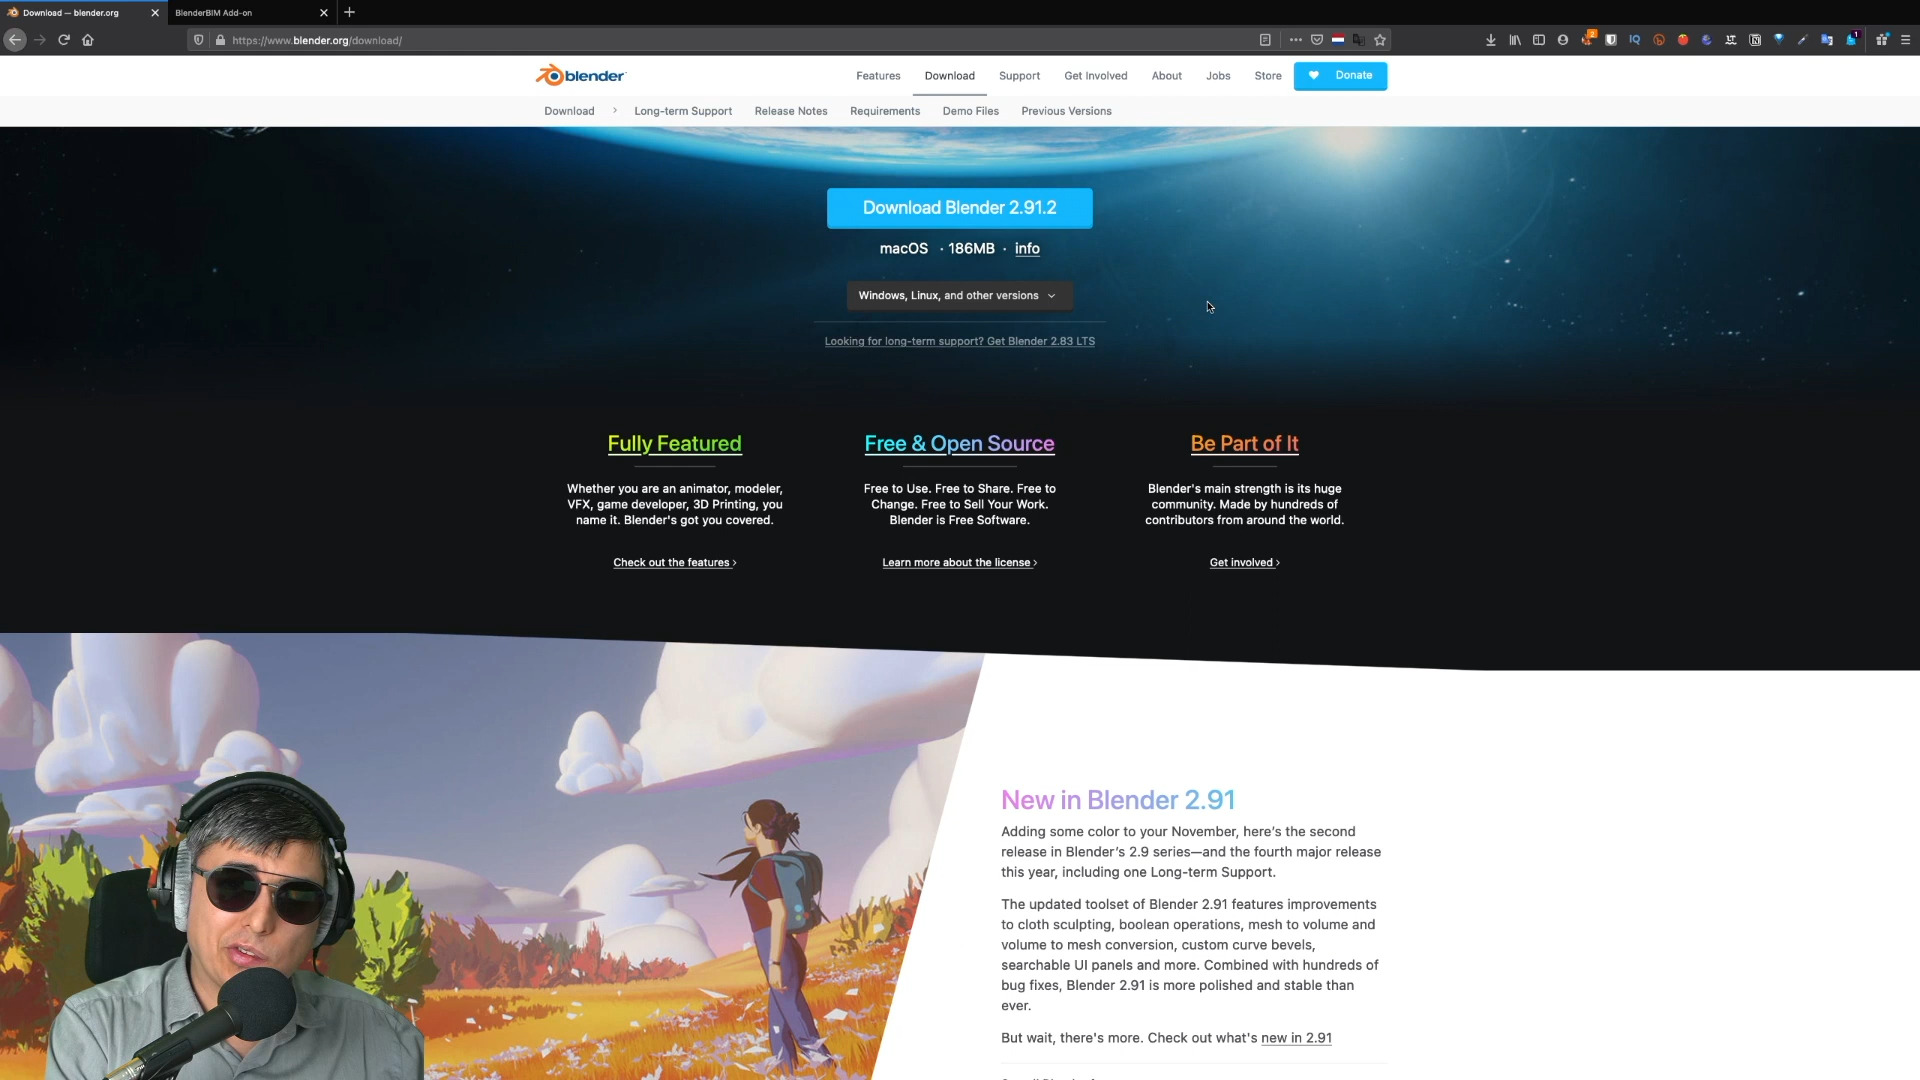 Download — blender.org
BlenderBIM Add-on
https://www.blender.org/download/
blender
Features
Download
Support
Get Involved
About
Jobs
Store
Donate
Download
Long-term Support
Release Notes
Requirements
Demo Files
Previous Versions
Download Blender 2.91.2
macOS · 186MB · info
Windows, Linux, and other versions
Looking for long-term support? Get Blender 2.83 LTS
Fully Featured
Whether you are an animator, modeler,
VFX, game developer, 3D Printing, you
name it. Blender's got you covered.
Check out the features ›
Free & Open Source
Free to Use. Free to Share. Free to
Change. Free to Sell Your Work.
Blender is Free Software.
Learn more about the license ›
Be Part of It
Blender's main strength is its huge
community. Made by hundreds of
contributors from around the world.
Get involved ›
New in Blender 2.91
Adding some color to your November, here's the second
release in Blender's 2.9 series—and the fourth major release
this year, including one Long-term Support.
The updated toolset of Blender 2.91 features improvements
to cloth sculpting, boolean operations, mesh to volume and
volume to mesh conversion, custom curve bevels,
searchable UI panels and more. Combined with hundreds of
bug fixes, Blender 2.91 is more polished and stable than
ever.
But wait, there's more. Check out what's new in 2.91